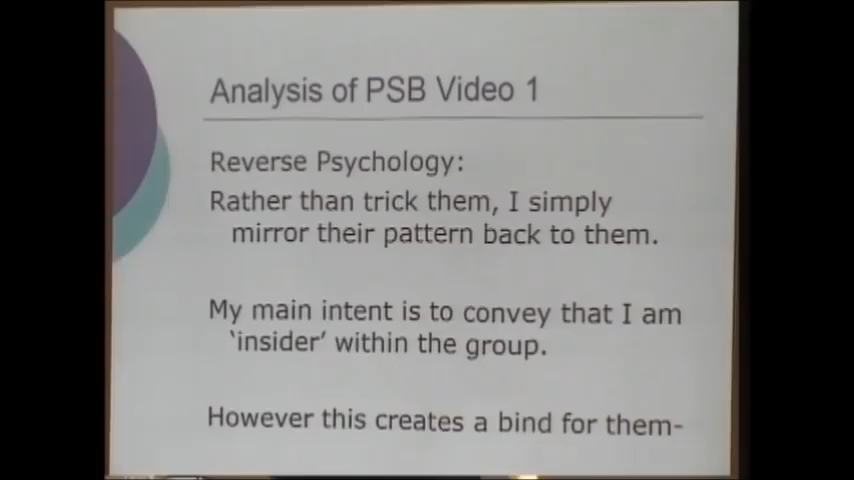 Analysis of PSB Video 1
Reverse Psychology:
Rather than trick them, I simply
mirror their pattern back to them.
My main intent is to convey that I am
‘insider’ within the group.
However this creates a bind for them-